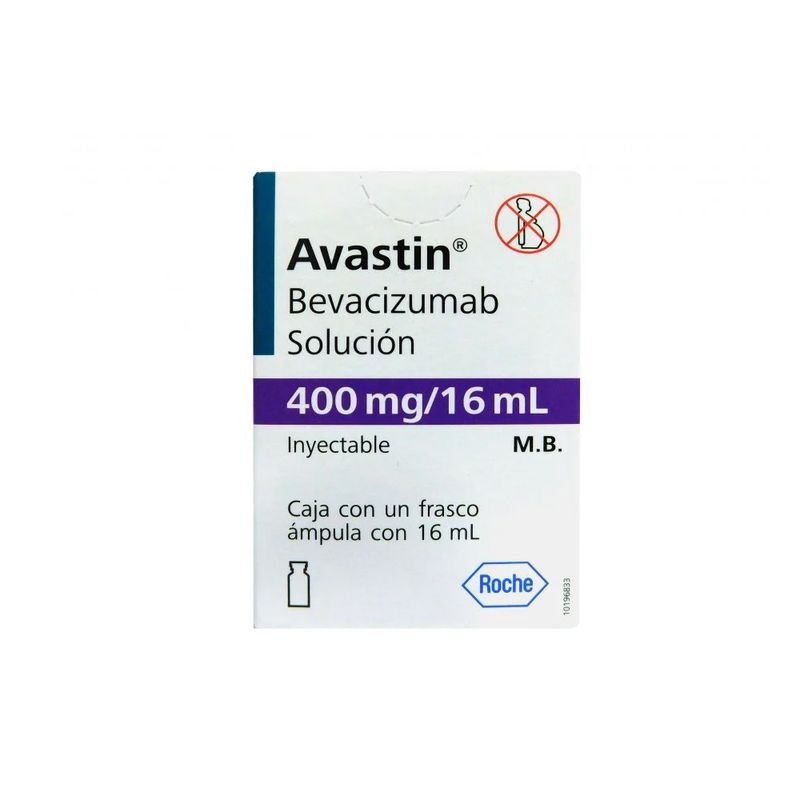 Avastin®
Bevacizumab
Solución
400 mg/16 mL
Inyectable M.B.
Caja con un frasco
ámpula con 16 mL
Roche
10196833